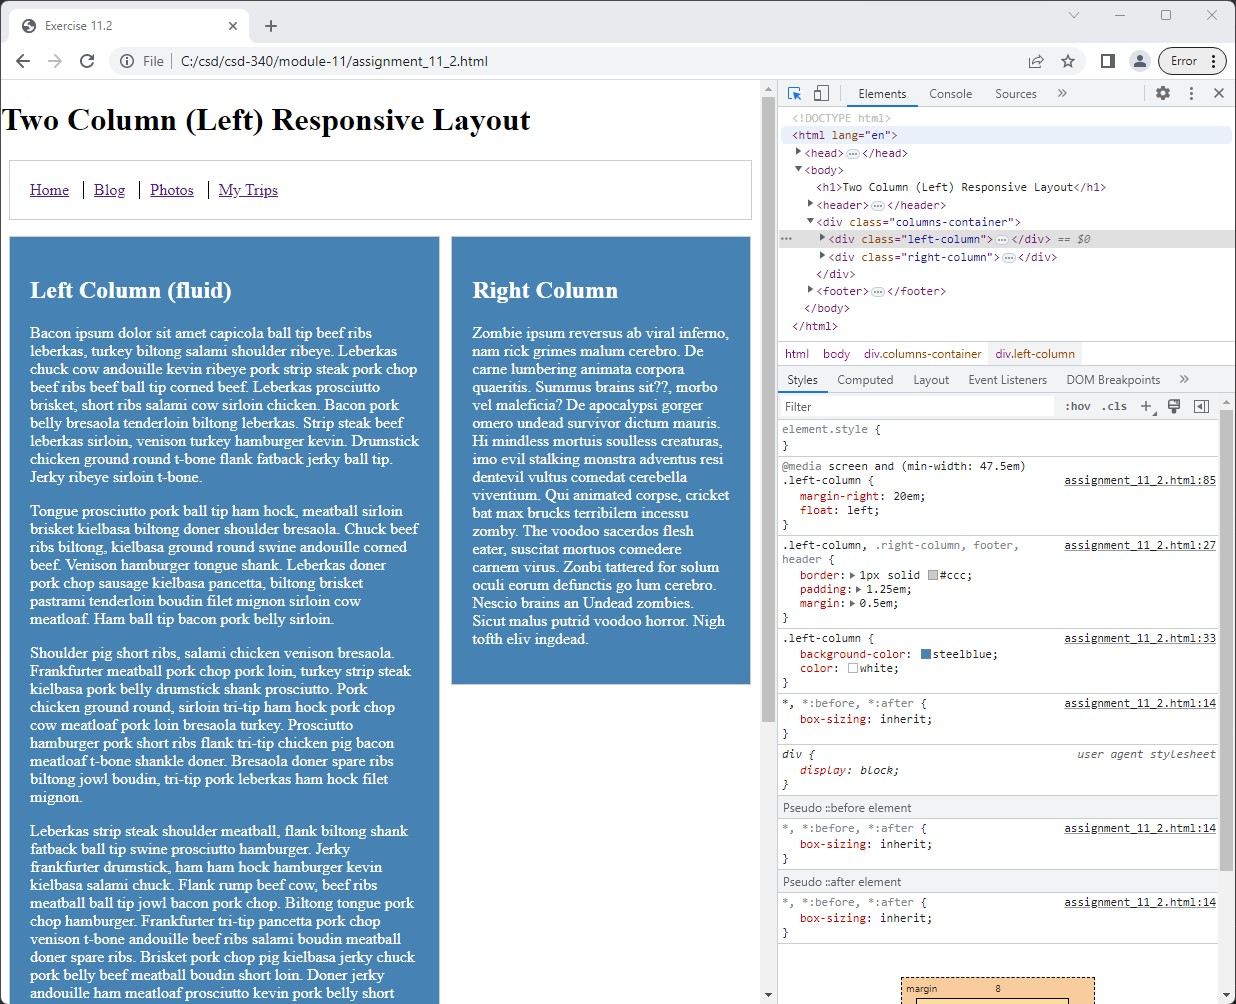 Exercise 11.2
File
C:/csd/csd-340/module-11/assignment_11_2.html
Error
Two Column (Left) Responsive Layout
Home
Blog
Photos
My Trips
Left Column (fluid)
Bacon ipsum dolor sit amet capicola ball tip beef ribs
leberkas, turkey biltong salami shoulder ribeye. Leberkas
chuck cow andouille kevin ribeye pork strip steak pork chop
beef ribs beef ball tip corned beef. Leberkas prosciutto
brisket, short ribs salami cow sirloin chicken. Bacon pork
belly bresaola tenderloin biltong leberkas. Strip steak beef
leberkas sirloin, venison turkey hamburger kevin. Drumstick
chicken ground round t-bone flank fatback jerky ball tip.
Jerky ribeye sirloin t-bone.
Tongue prosciutto pork ball tip ham hock, meatball sirloin
brisket kielbasa biltong doner shoulder bresaola. Chuck beef
ribs biltong, kielbasa ground round swine andouille corned
beef. Venison hamburger tongue shank. Leberkas doner
pork chop sausage kielbasa pancetta, biltong brisket
pastrami tenderloin boudin filet mignon sirloin cow
meatloaf. Ham ball tip bacon pork belly sirloin.
Shoulder pig short ribs, salami chicken venison bresaola.
Frankfurter meatball pork chop pork loin, turkey strip steak
kielbasa pork belly drumstick shank prosciutto. Pork
chicken ground round, sirloin tri-tip ham hock pork chop
cow meatloaf pork loin bresaola turkey. Prosciutto
hamburger pork short ribs flank tri-tip chicken pig bacon
meatloaf t-bone shankle doner. Bresaola doner spare ribs
biltong jowl boudin, tri-tip pork leberkas ham hock filet
mignon.
Leberkas strip steak shoulder meatball, flank biltong shank
fatback ball tip swine prosciutto hamburger. Jerky
frankfurter drumstick, ham ham hock hamburger kevin
kielbasa salami chuck. Flank rump beef cow, beef ribs
meatball ball tip jowl bacon pork chop. Biltong tongue pork
chop hamburger. Frankfurter tri-tip pancetta pork chop
venison t-bone andouille beef ribs salami boudin meatball
doner spare ribs. Brisket pork chop pig kielbasa jerky chuck
pork belly beef meatball boudin short loin. Doner jerky
andouille ham meatloaf prosciutto kevin pork belly short
Right Column
Zombie ipsum reversus ab viral inferno,
nam rick grimes malum cerebro. De
carne lumbering animata corpora
quaeritis. Summus brains sit??, morbo
vel maleficia? De apocalypsi gorger
omero undead survivor dictum mauris.
Hi mindless mortuis soulless creaturas,
imo evil stalking monstra adventus resi
dentevil vultus comedat cerebella
viventium. Qui animated corpse, cricket
bat max brucks terribilem incessu
zomby. The voodoo sacerdos flesh
eater, suscitat mortuos comedere
carnem virus. Zonbi tattered for solum
oculi eorum defunctis go lum cerebro.
Nescio brains an Undead zombies.
Sicut malus putrid voodoo horror. Nigh
tofth eliv ingdead.
Elements
Console
Sources
<!DOCTYPE html>
<html lang="en">
<head>…</head>
<body>
<h1>Two Column (Left) Responsive Layout</h1>
<header>…</header>
<div class="columns-container">
<div class="left-column">…</div> == $0
<div class="right-column">…</div>
</div>
<footer>…</footer>
</body>
</html>
html
body
div.columns-container
div.left-column
Styles
Computed
Layout
Event Listeners
DOM Breakpoints
Filter
:hov
.cls
element.style {
}
@media screen and (min-width: 47.5em)
.left-column { assignment_11_2.html:85
margin-right: 20em;
float: left;
}
.left-column, .right-column, footer, assignment_11_2.html:27
header {
border: 1px solid #ccc;
padding: 1.25em;
margin: 0.5em;
}
.left-column { assignment_11_2.html:33
background-color: steelblue;
color: white;
}
*, *:before, *:after { assignment_11_2.html:14
box-sizing: inherit;
}
div { user agent stylesheet
display: block;
}
Pseudo ::before element
*, *:before, *:after { assignment_11_2.html:14
box-sizing: inherit;
}
Pseudo ::after element
*, *:before, *:after { assignment_11_2.html:14
box-sizing: inherit;
}
margin 8